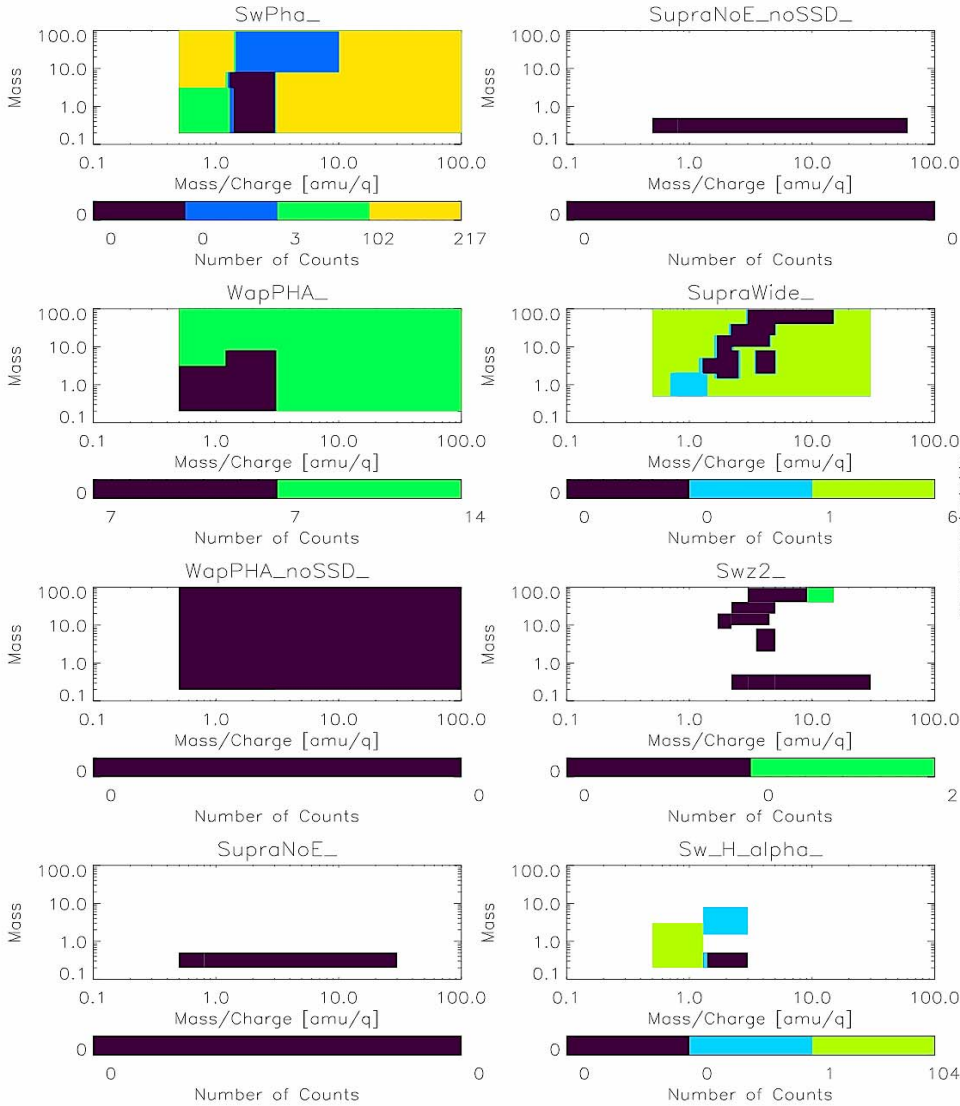 SwPha_
100.0
10.0
1.0
0.1
Mass
0.1 1.0 10.0 100.0
Mass/Charge [amu/q]
0
0 0 3 102 217
Number of Counts
SupraNoE_noSSD_
100.0
10.0
1.0
0.1
Mass
0.1 1.0 10.0 100.0
Mass/Charge [amu/q]
0
0 0
Number of Counts
WapPHA_
100.0
10.0
1.0
0.1
Mass
0.1 1.0 10.0 100.0
Mass/Charge [amu/q]
0
7 7 14
Number of Counts
SupraWide_
100.0
10.0
1.0
0.1
Mass
0.1 1.0 10.0 100.0
Mass/Charge [amu/q]
0
0 0 1
Number of Counts
WapPHA_noSSD_
100.0
10.0
1.0
0.1
Mass
0.1 1.0 10.0 100.0
Mass/Charge [amu/q]
0
0 0
Number of Counts
Swz2_
100.0
10.0
1.0
0.1
Mass
0.1 1.0 10.0 100.0
Mass/Charge [amu/q]
0
0 0 2
Number of Counts
SupraNoE_
100.0
10.0
1.0
0.1
Mass
0.1 1.0 10.0 100.0
Mass/Charge [amu/q]
0
0 0
Number of Counts
Sw_H_alpha_
100.0
10.0
1.0
0.1
Mass
0.1 1.0 10.0 100.0
Mass/Charge [amu/q]
0
0 0 1 104
Number of Counts